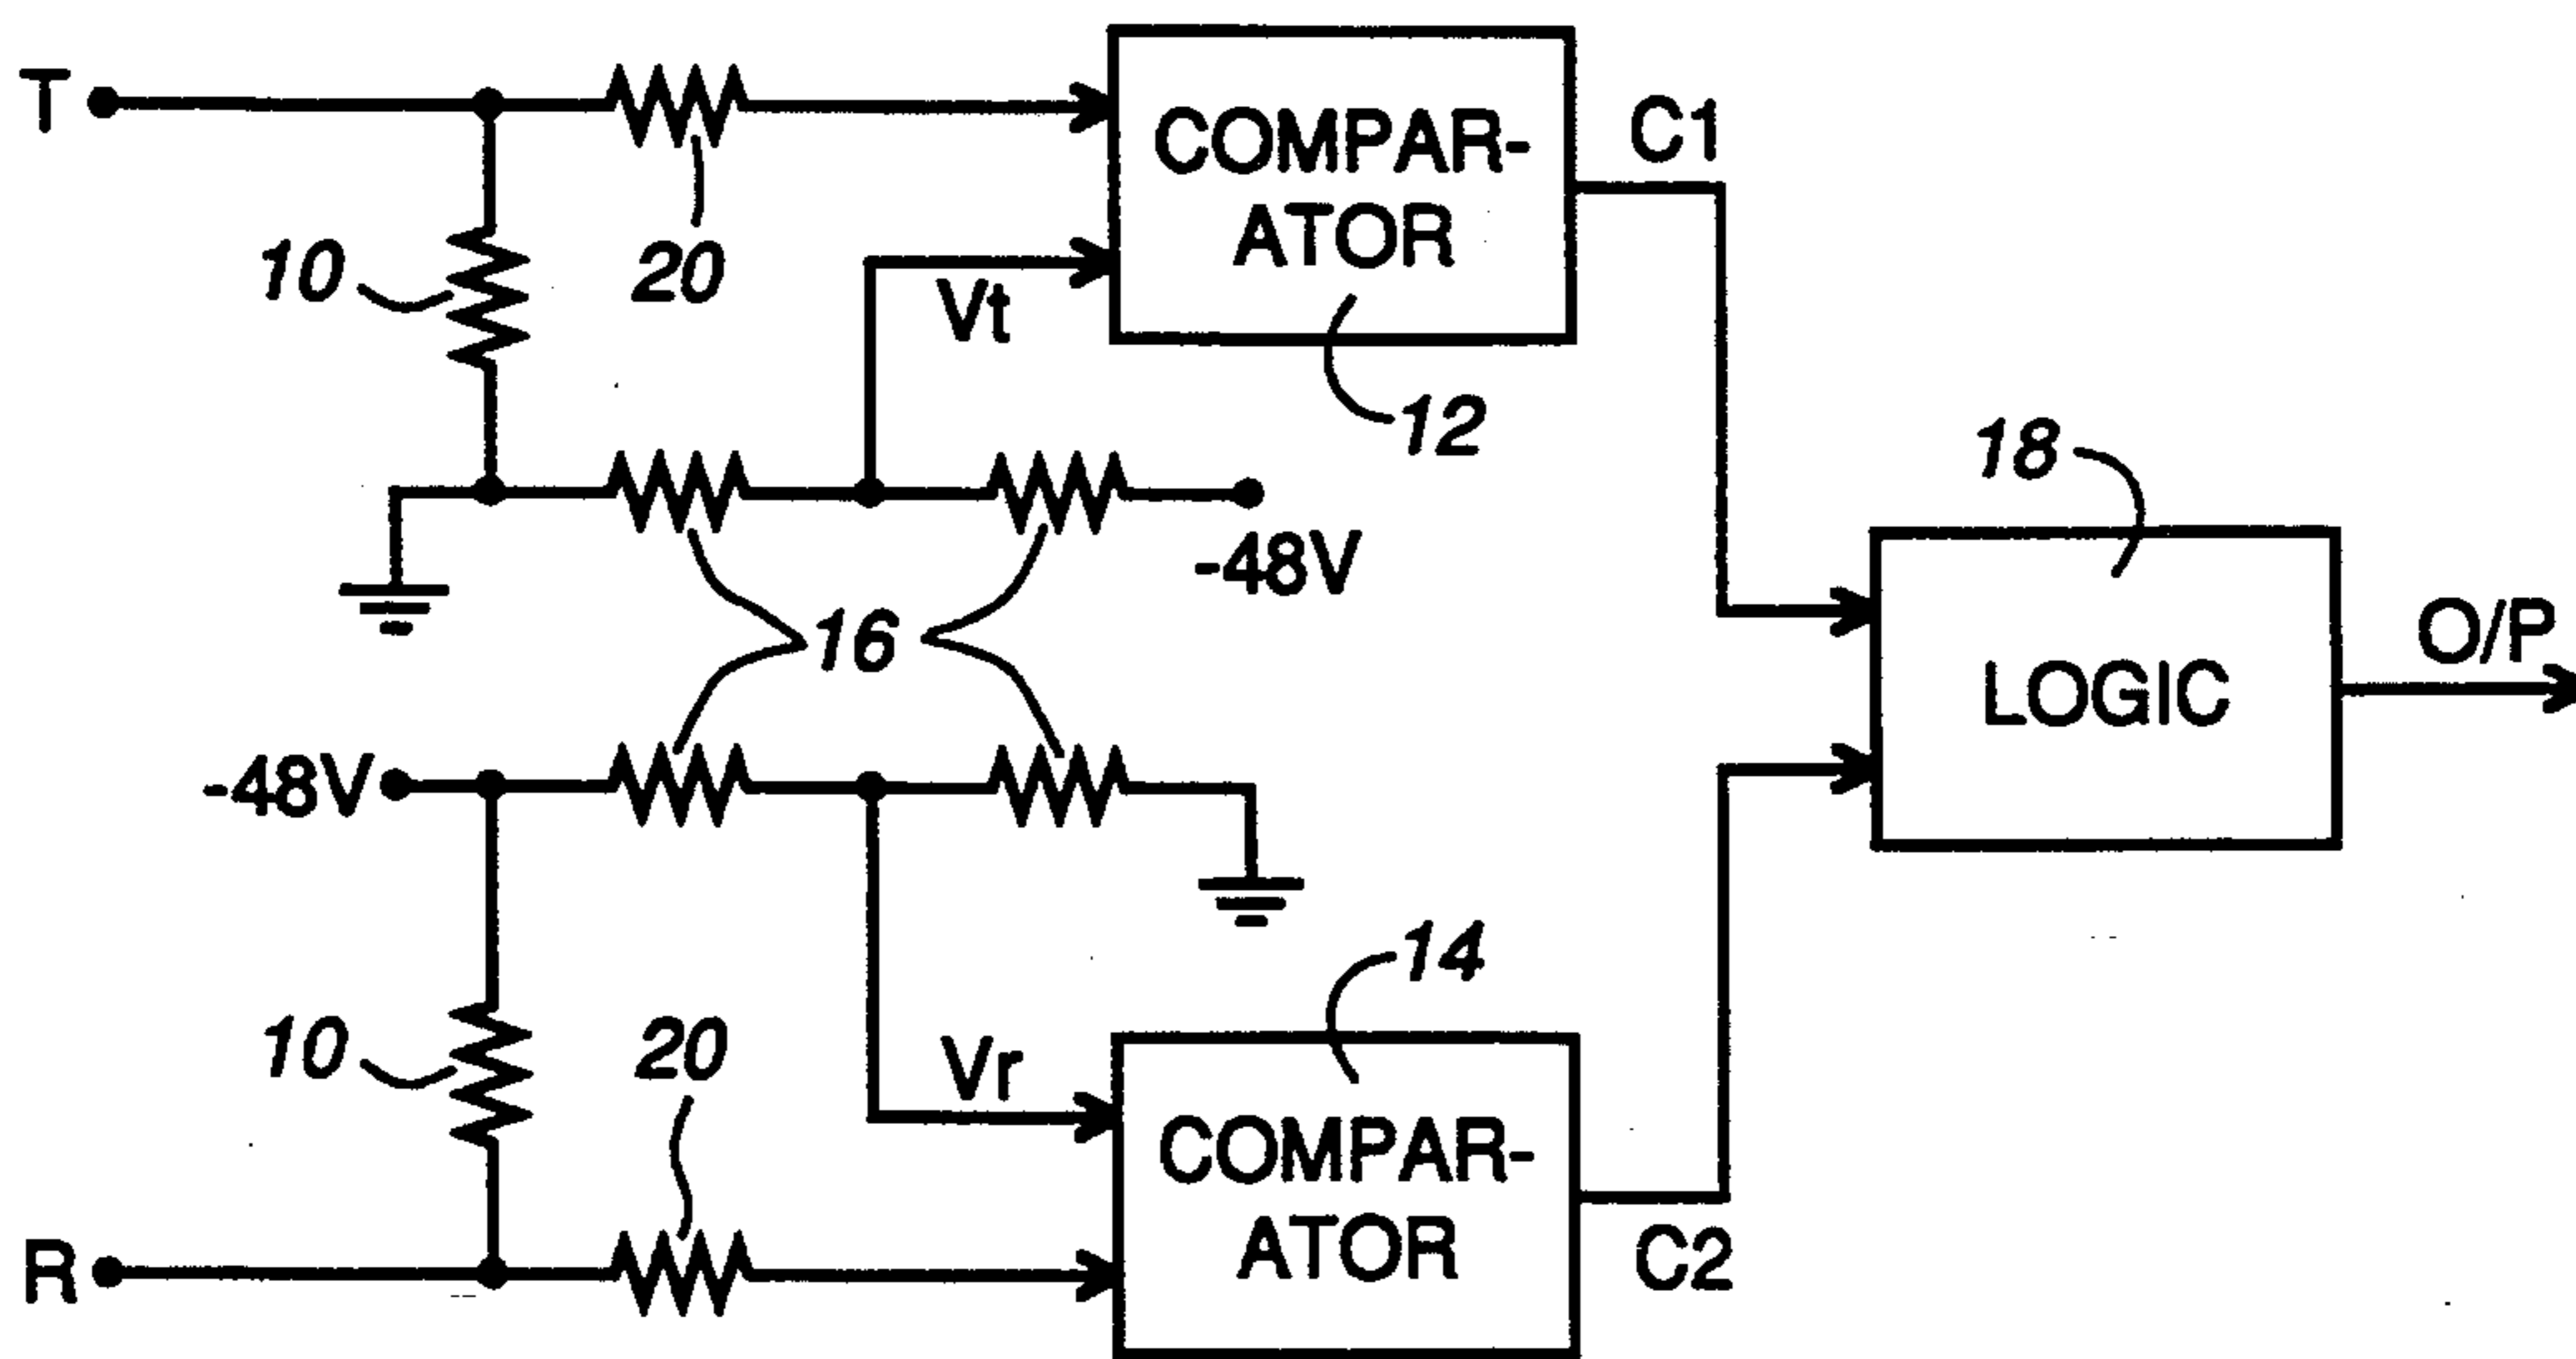 T
COMPAR-
ATOR
C1
10
20
Vt
12
18
-48V
16
LOGIC
O/P
-48V
14
10
20
Vr
COMPAR-
ATOR
R
C2